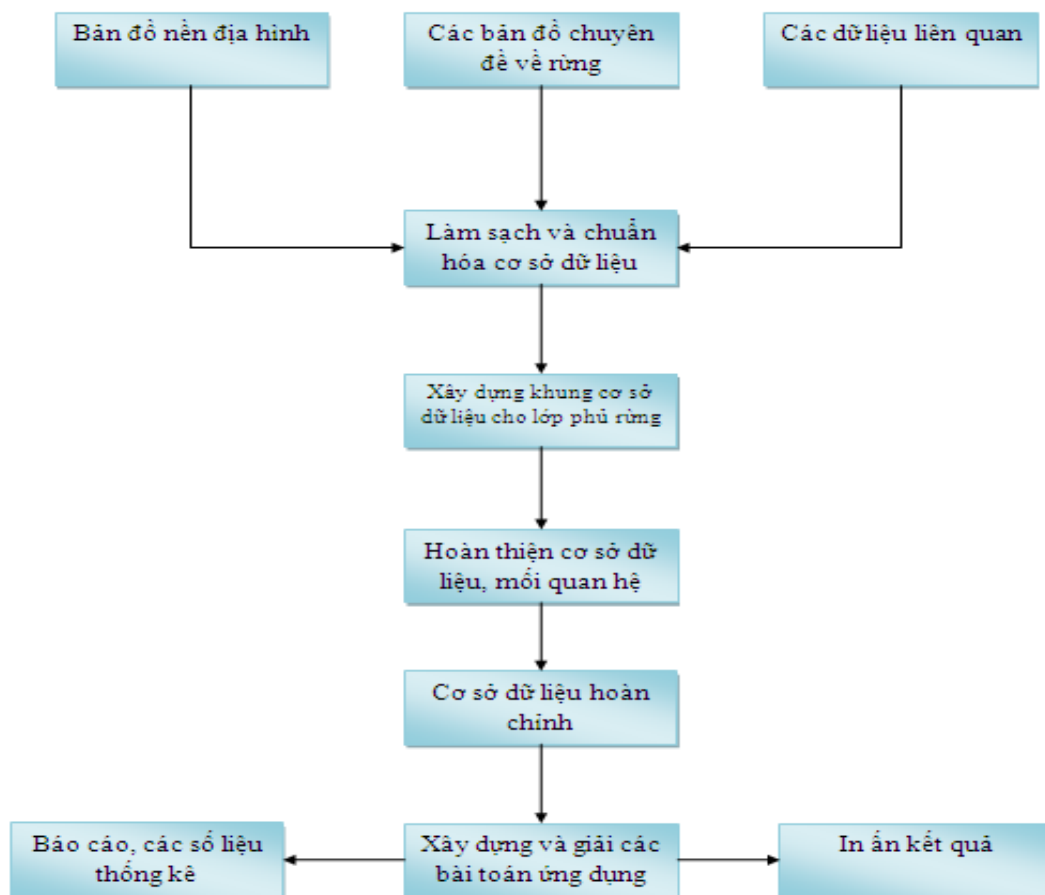 Bản đồ nền địa hình
Các bản đồ chuyên
đề về rừng
Các dữ liệu liên quan
Làm sạch và chuẩn
hóa cơ sở dữ liệu
Xây dựng khung cơ sở
dữ liệu cho lớp phủ rừng
Hoàn thiện cơ sở dữ
liệu, mối quan hệ
Cơ sở dữ liệu hoàn
chỉnh
Báo cáo, các số liệu
thống kê
Xây dựng và giải các
bài toán ứng dụng
In ấn kết quả